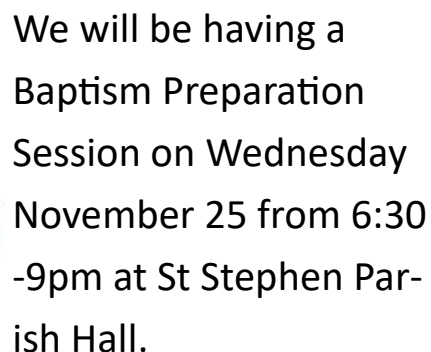 We will be having a
Baptism Preparation
Session on Wednesday
November 25 from 6:30
-9pm at St Stephen Par-
ish Hall.